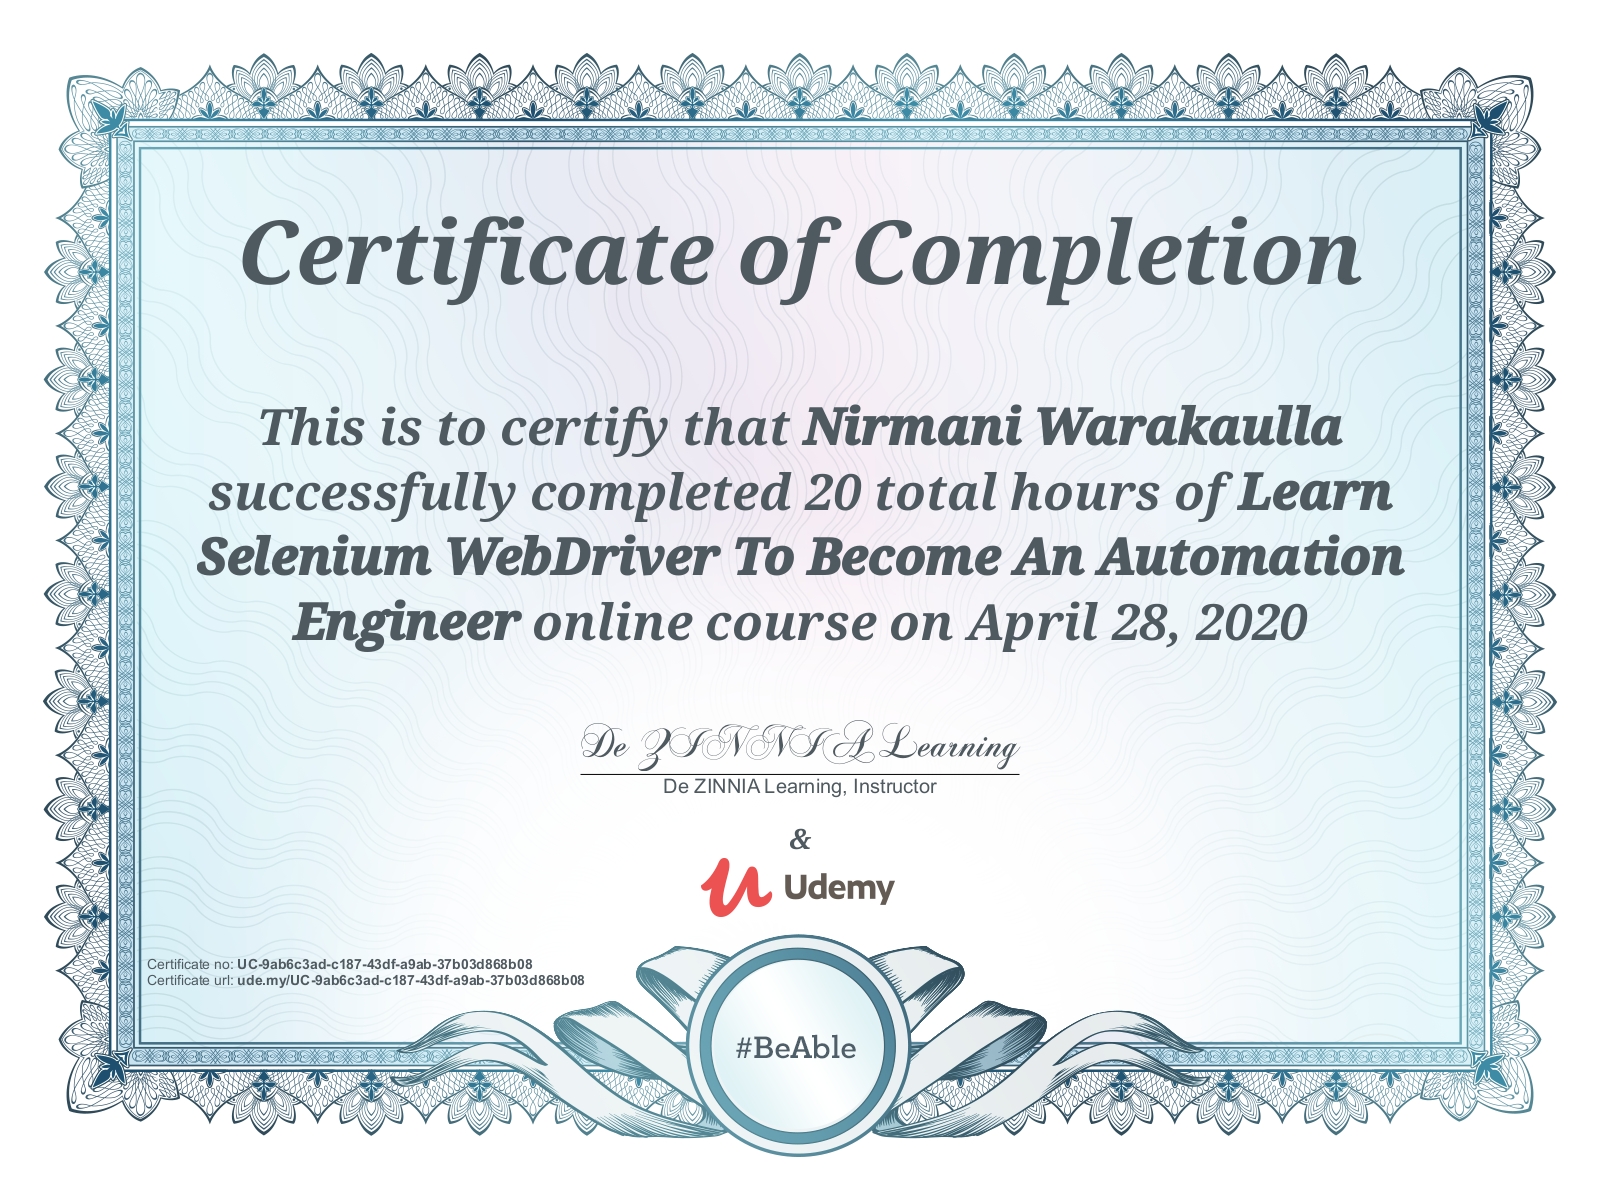 Certificate of Completion
This is to certify that Nirmani Warakaulla
successfully completed 20 total hours of Learn
Selenium WebDriver To Become An Automation
Engineer online course on April 28, 2020
De ZINNIA Learning
De ZINNIA Learning, Instructor
&
Udemy
Certificate no: UC-9ab6c3ad-c187-43df-a9ab-37b03d868b08
Certificate url: ude.my/UC-9ab6c3ad-c187-43df-a9ab-37b03d868b08
#BeAble